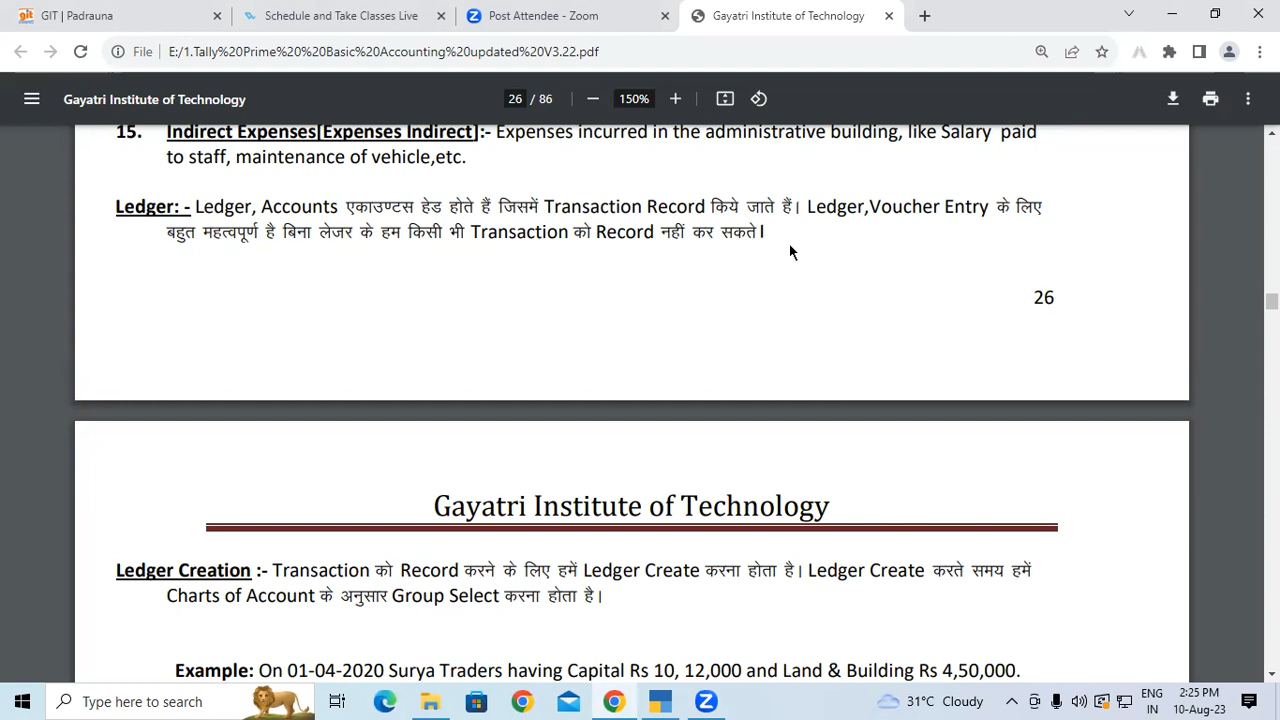 GIT | Padrauna
Schedule and Take Classes Live
Post Attendee - Zoom
Gayatri Institute of Technology
File
E:/1.Tally%20Prime%20%20Basic%20Accounting%20updated%20V3.22.pdf
Gayatri Institute of Technology
26 / 86
150%
15. Indirect Expenses[Expenses Indirect]:- Expenses incurred in the administrative building, like Salary paid
to staff, maintenance of vehicle,etc.
Ledger: - Ledger, Accounts एकाउण्टस हेड होते हैं जिसमें Transaction Record किये जाते हैं। Ledger,Voucher Entry के लिए
बहुत महत्वपूर्ण है बिना लेजर के हम किसी भी Transaction को Record नहीं कर सकते l
26
Gayatri Institute of Technology
Ledger Creation :- Transaction को Record करने के लिए हमें Ledger Create करना होता है। Ledger Create करते समय हमें
Charts of Account के अनुसार Group Select करना होता है।
Example: On 01-04-2020 Surya Traders having Capital Rs 10, 12,000 and Land & Building Rs 4,50,000.
Type here to search
31°C Cloudy
ENG
IN
2:25 PM
10-Aug-23